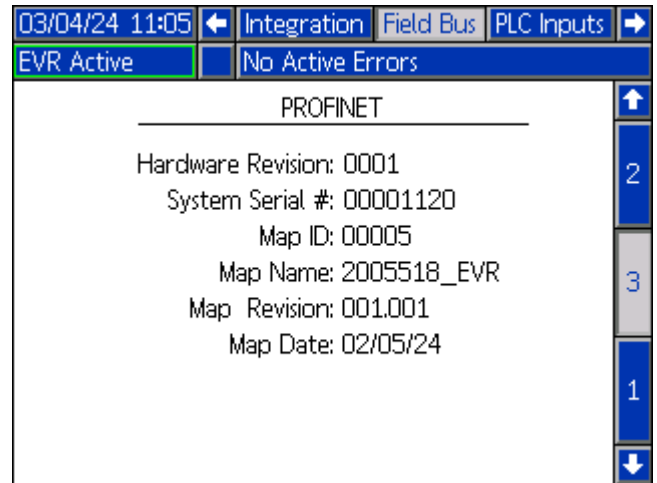 03/04/24 11:05 Integration Field Bus PLC Inputs
EVR Active No Active Errors
PROFINET
Hardware Revision: 0001
2
System Serial #: 00001120
Map ID: 00005
Map Name: 2005518_EVR
3
Map Revision: 001.001
Map Date: 02/05/24
1